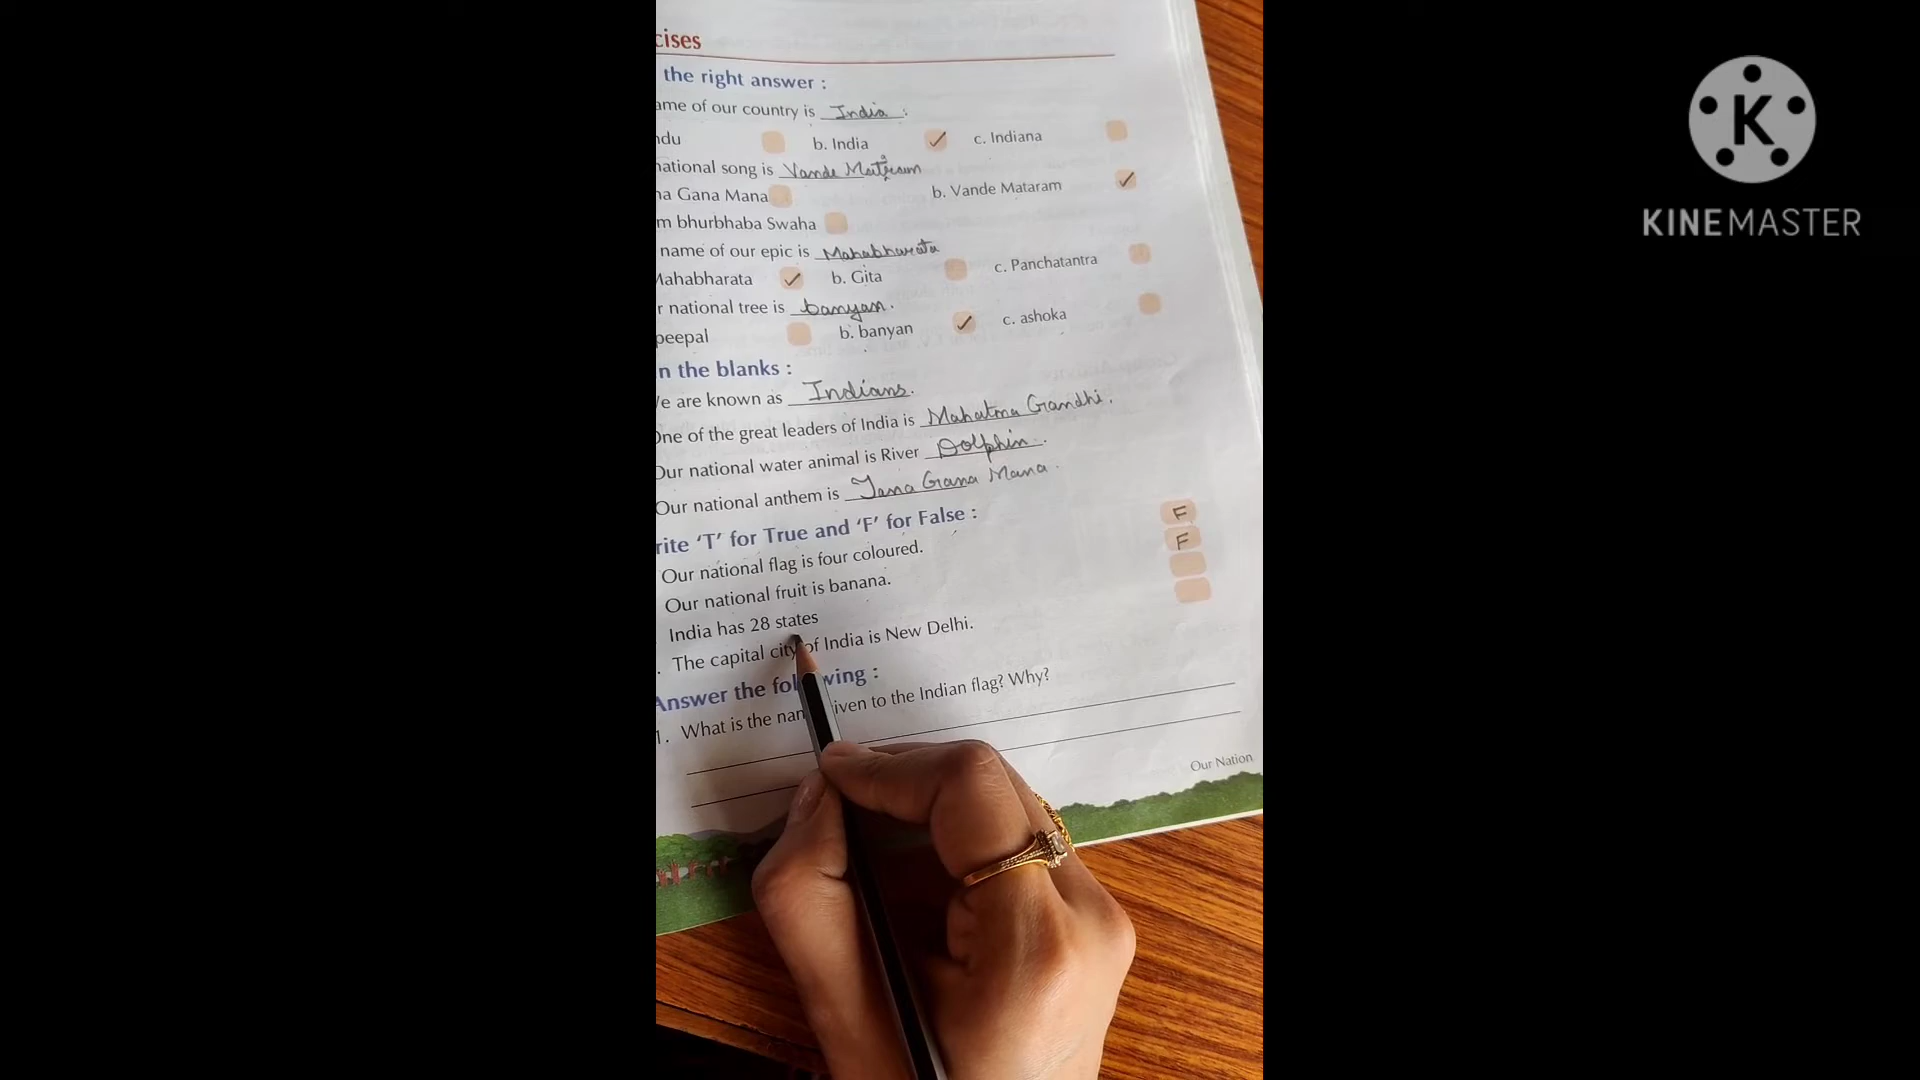 cises
the right answer :
ame of our country is India .
ndu b. India ✓ c. Indiana
national song is Vande Mataram
na Gana Mana b. Vande Mataram ✓
m bhurbhaba Swaha
name of our epic is Mahabharata
Mahabharata ✓ b. Gita c. Panchatantra
r national tree is banyan.
peepal b. banyan ✓ c. ashoka
n the blanks :
We are known as Indians.
One of the great leaders of India is Mahatma Gandhi.
Our national water animal is River Dolphin.
Our national anthem is Jana Gana Mana.
rite 'T' for True and 'F' for False :
Our national flag is four coloured. F
Our national fruit is banana. F
India has 28 states
. The capital city of India is New Delhi.
Answer the following :
1. What is the name given to the Indian flag? Why?
Our Nation
K
KINEMASTER